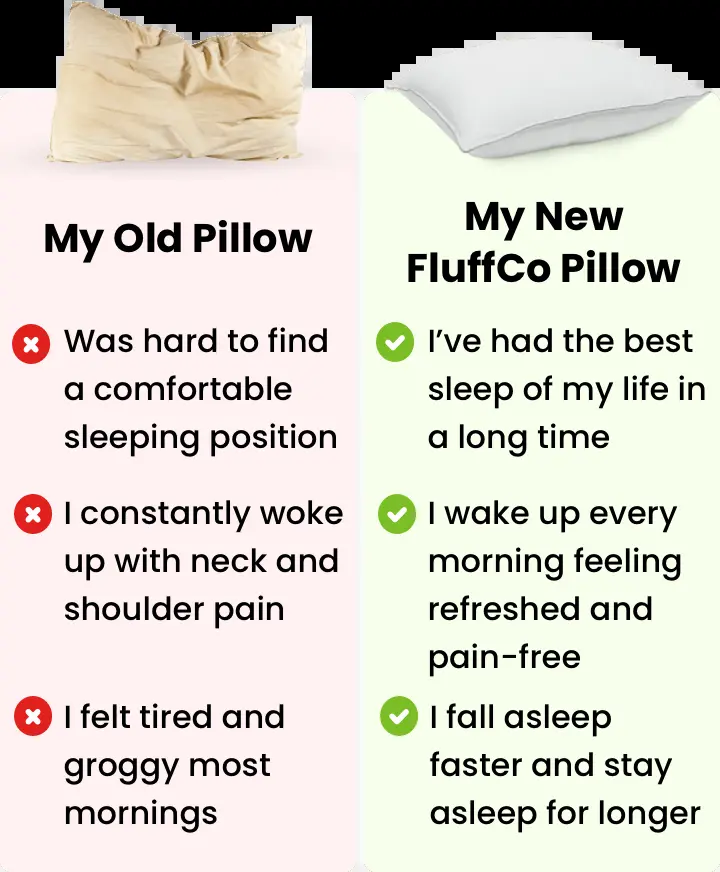 My Old Pillow
Was hard to find
a comfortable
sleeping position
I constantly woke
up with neck and
shoulder pain
I felt tired and
groggy most
mornings
My New
FluffCo Pillow
I’ve had the best
sleep of my life in
a long time
I wake up every
morning feeling
refreshed and
pain-free
I fall asleep
faster and stay
asleep for longer